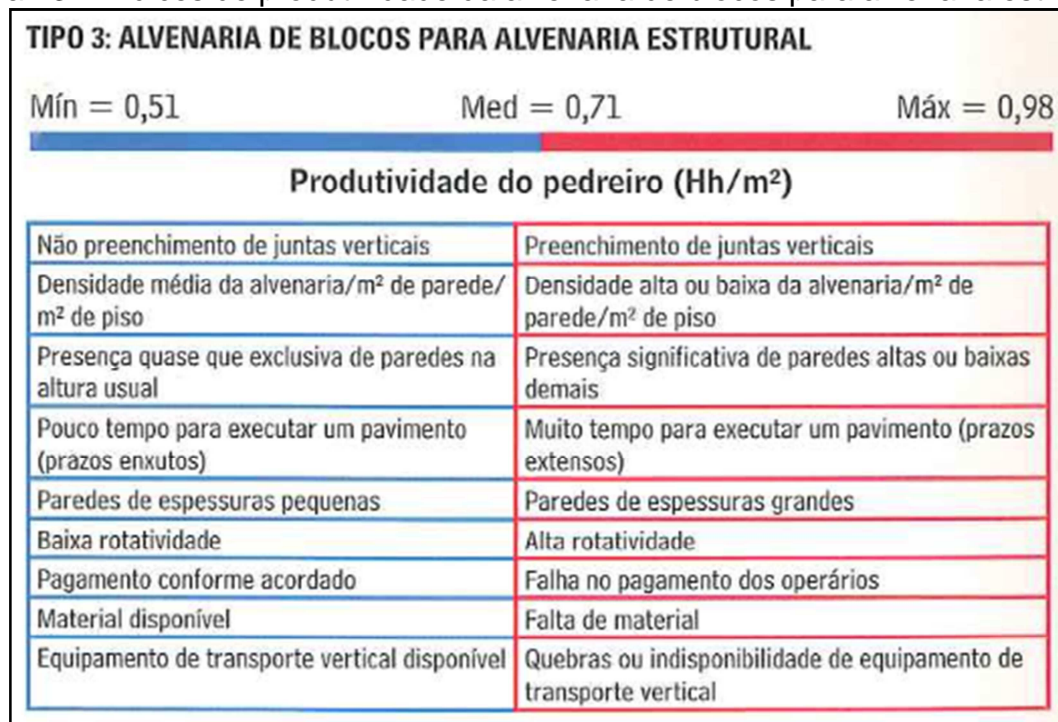 TIPO 3: ALVENARIA DE BLOCOS PARA ALVENARIA ESTRUTURAL
Mín = 0,51 Med = 0,71 Máx = 0,98
Produtividade do pedreiro (Hh/m²)
Não preenchimento de juntas verticais
Preenchimento de juntas verticais
Densidade média da alvenaria/m² de parede/
m² de piso
Densidade alta ou baixa da alvenaria/m² de
parede/m² de piso
Presença quase que exclusiva de paredes na
altura usual
Presença significativa de paredes altas ou baixas
demais
Pouco tempo para executar um pavimento
(prazos enxutos)
Muito tempo para executar um pavimento (prazos
extensos)
Paredes de espessuras pequenas
Paredes de espessuras grandes
Baixa rotatividade
Alta rotatividade
Pagamento conforme acordado
Falha no pagamento dos operários
Material disponível
Falta de material
Equipamento de transporte vertical disponível
Quebras ou indisponibilidade de equipamento de
transporte vertical